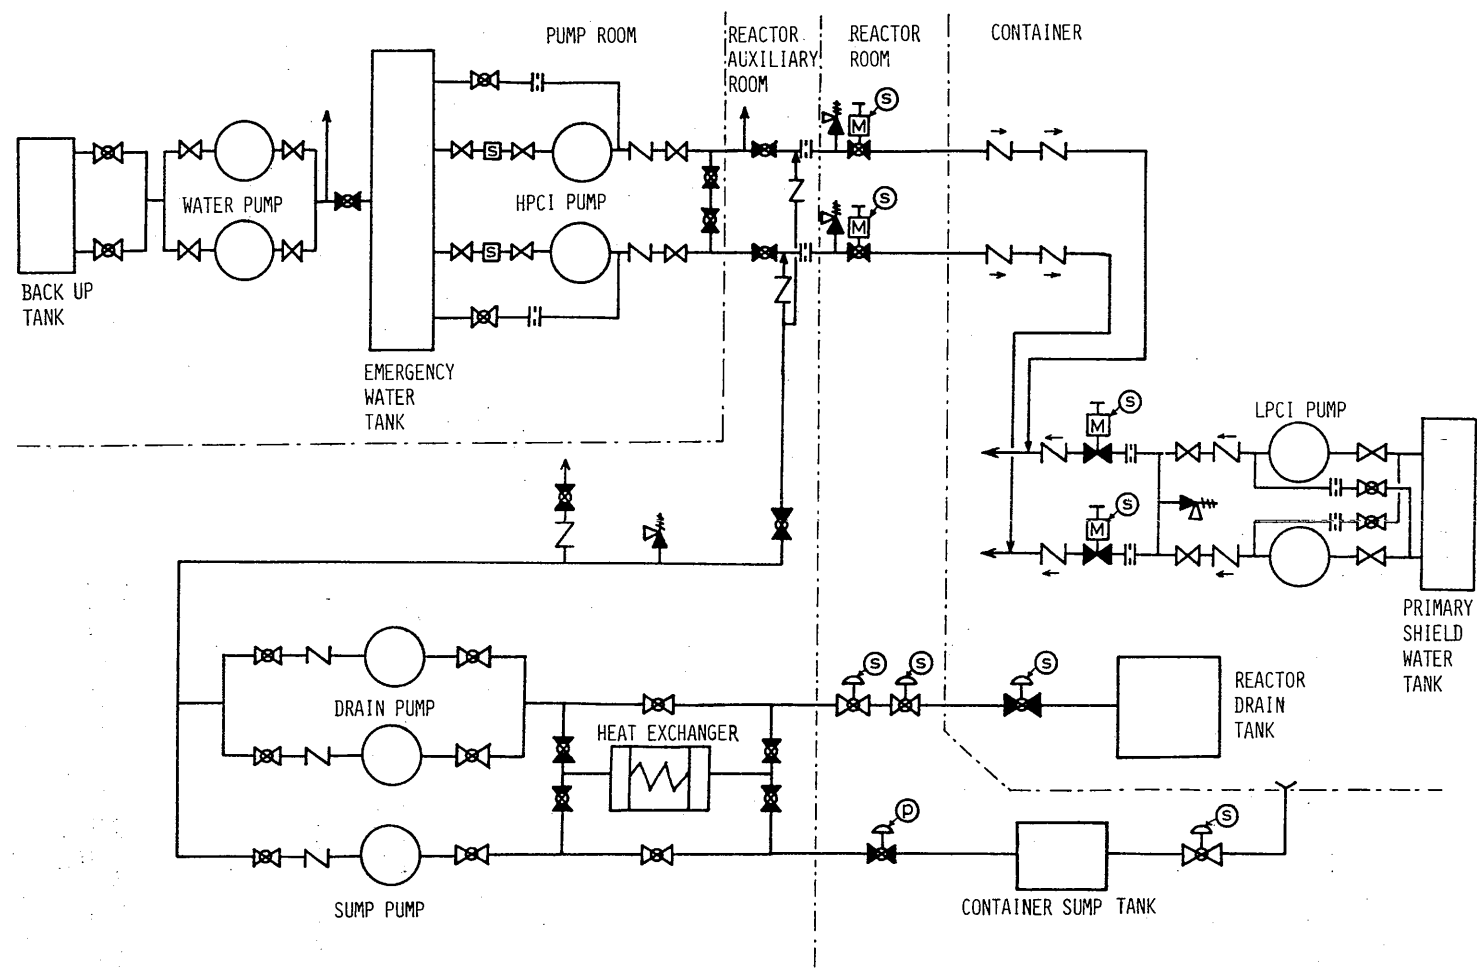 PUMP ROOM
REACTOR
AUXILIARY
ROOM
REACTOR
ROOM
CONTAINER
S
M
WATER PUMP
S
HPCI PUMP
S
M
S
BACK UP
TANK
EMERGENCY
WATER
TANK
S
M
LPCI PUMP
S
M
PRIMARY
SHIELD
WATER
TANK
DRAIN PUMP
S
S
S
REACTOR
DRAIN
TANK
HEAT EXCHANGER
P
S
SUMP PUMP
CONTAINER SUMP TANK